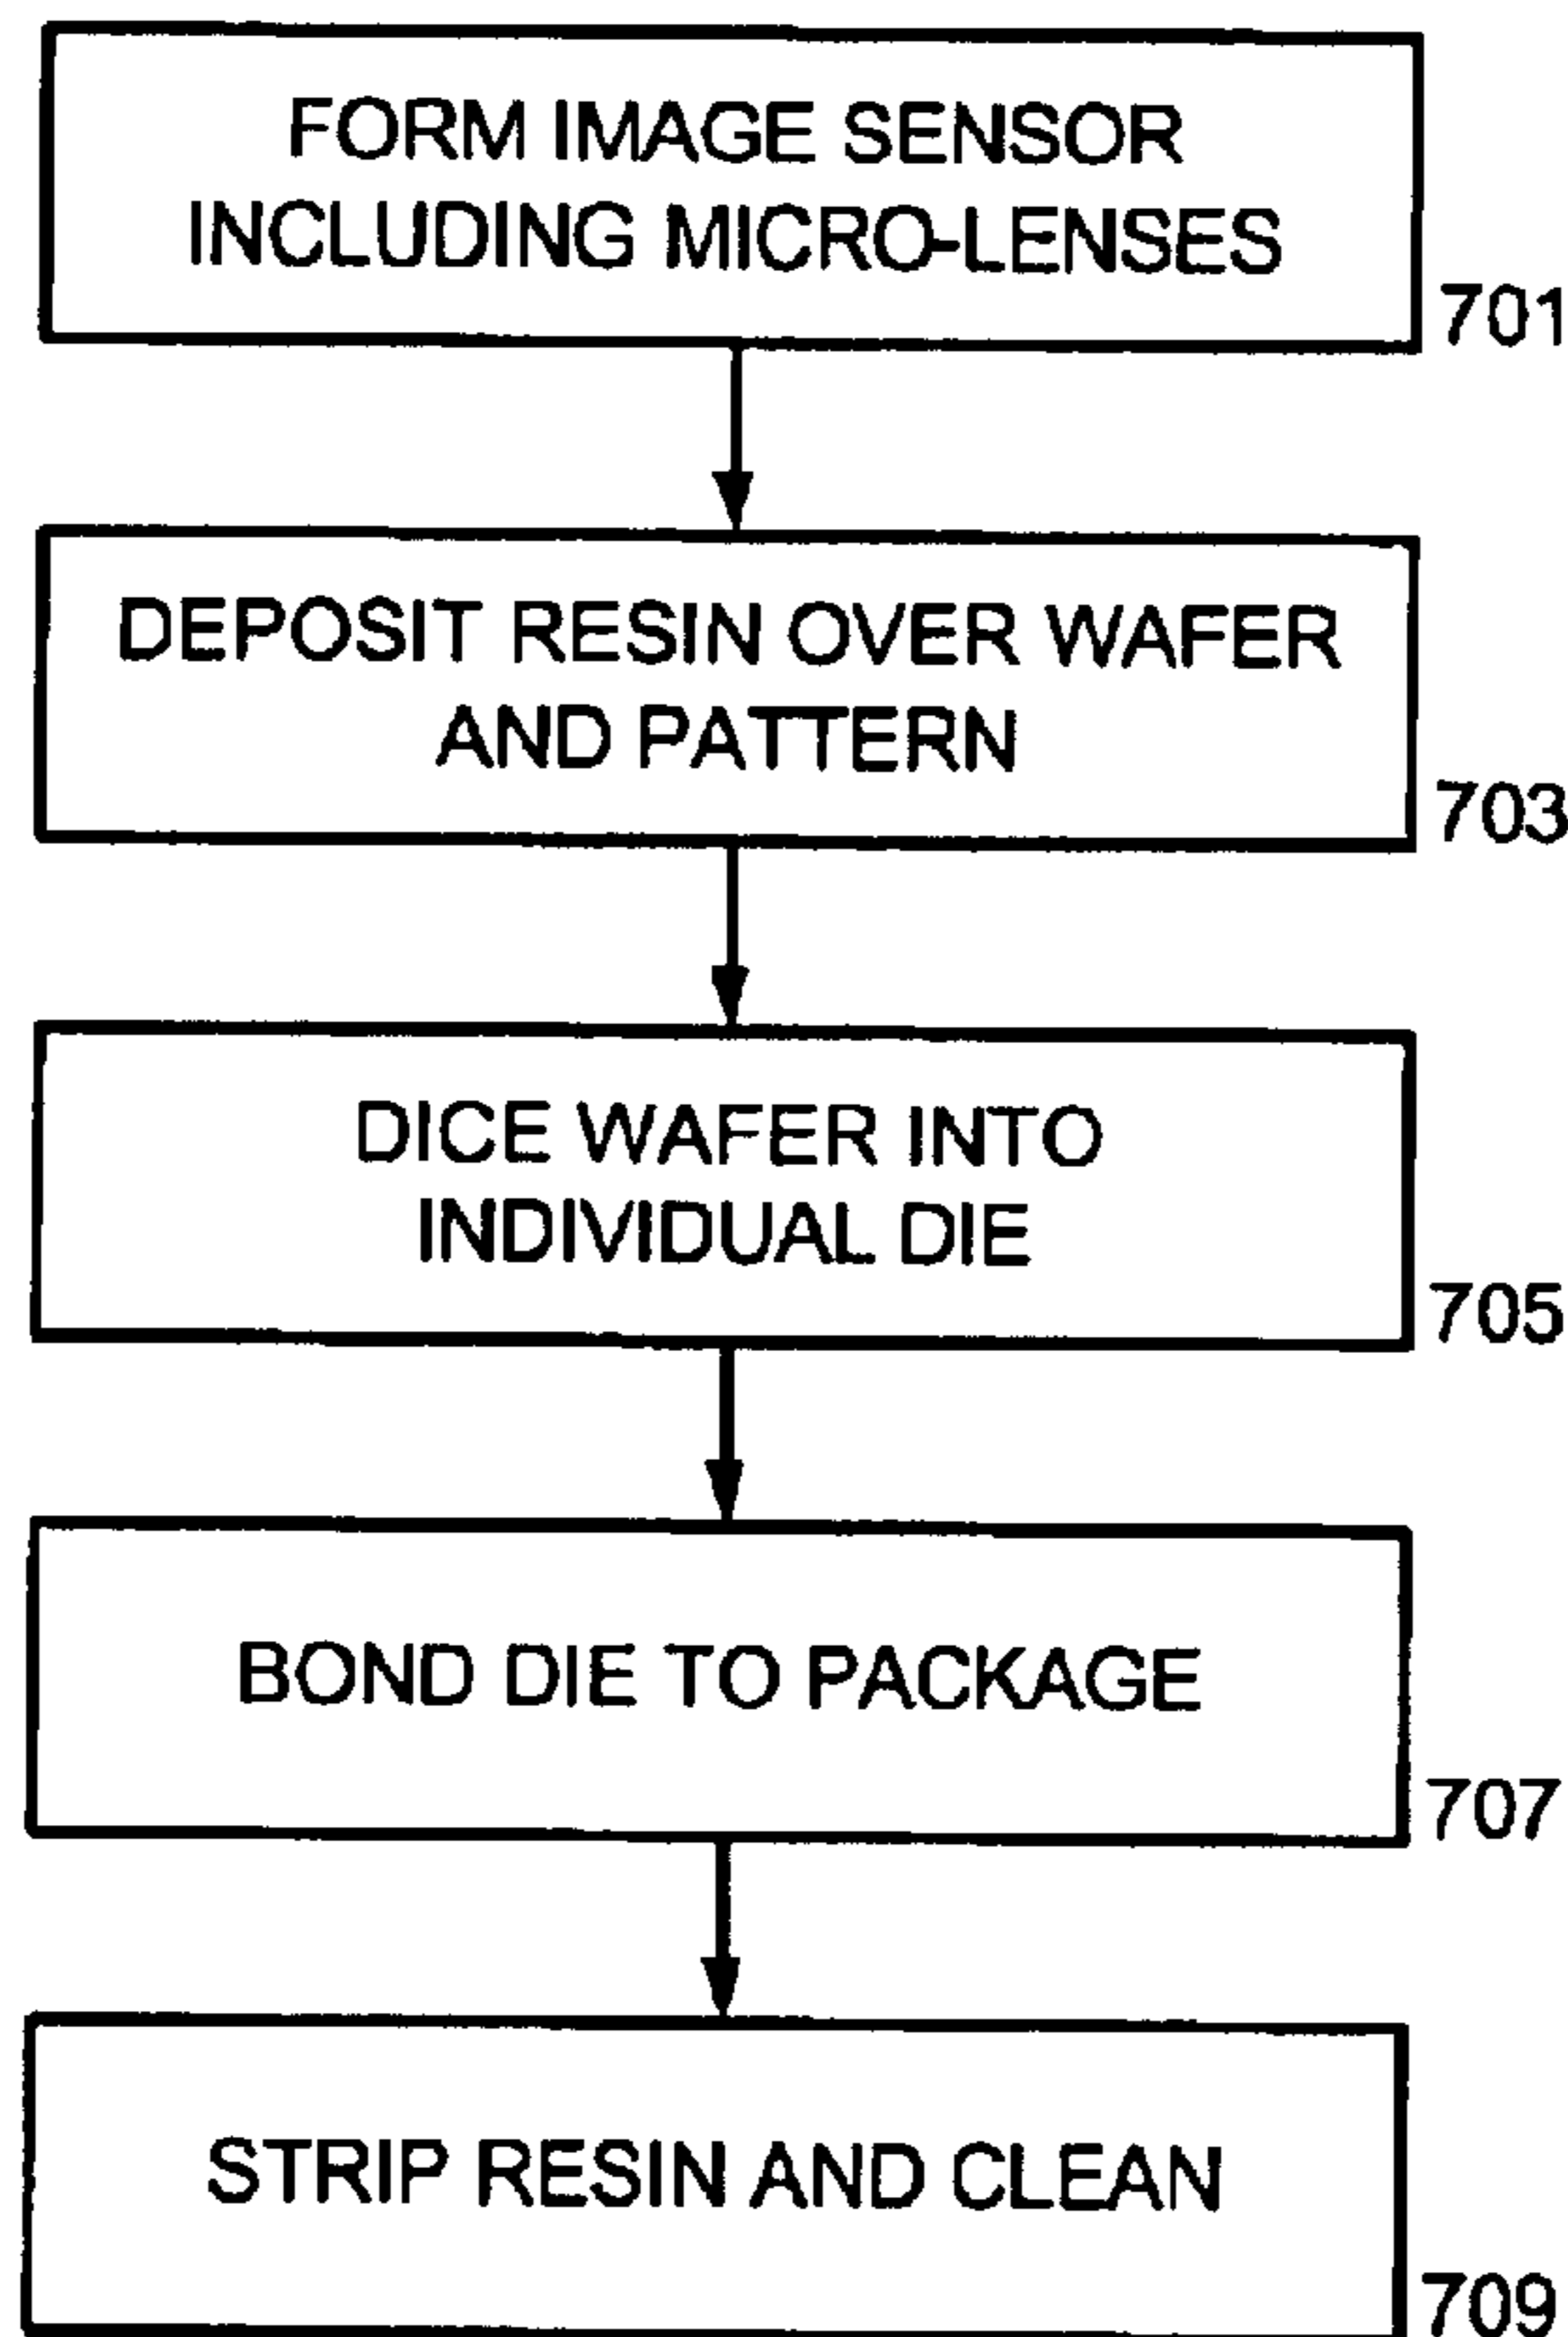 FORM IMAGE SENSOR
INCLUDING MICRO-LENSES
701
DEPOSIT RESIN OVER WAFER
AND PATTERN
703
DICE WAFER INTO
INDIVIDUAL DIE
705
BOND DIE TO PACKAGE
707
STRIP RESIN AND CLEAN
709